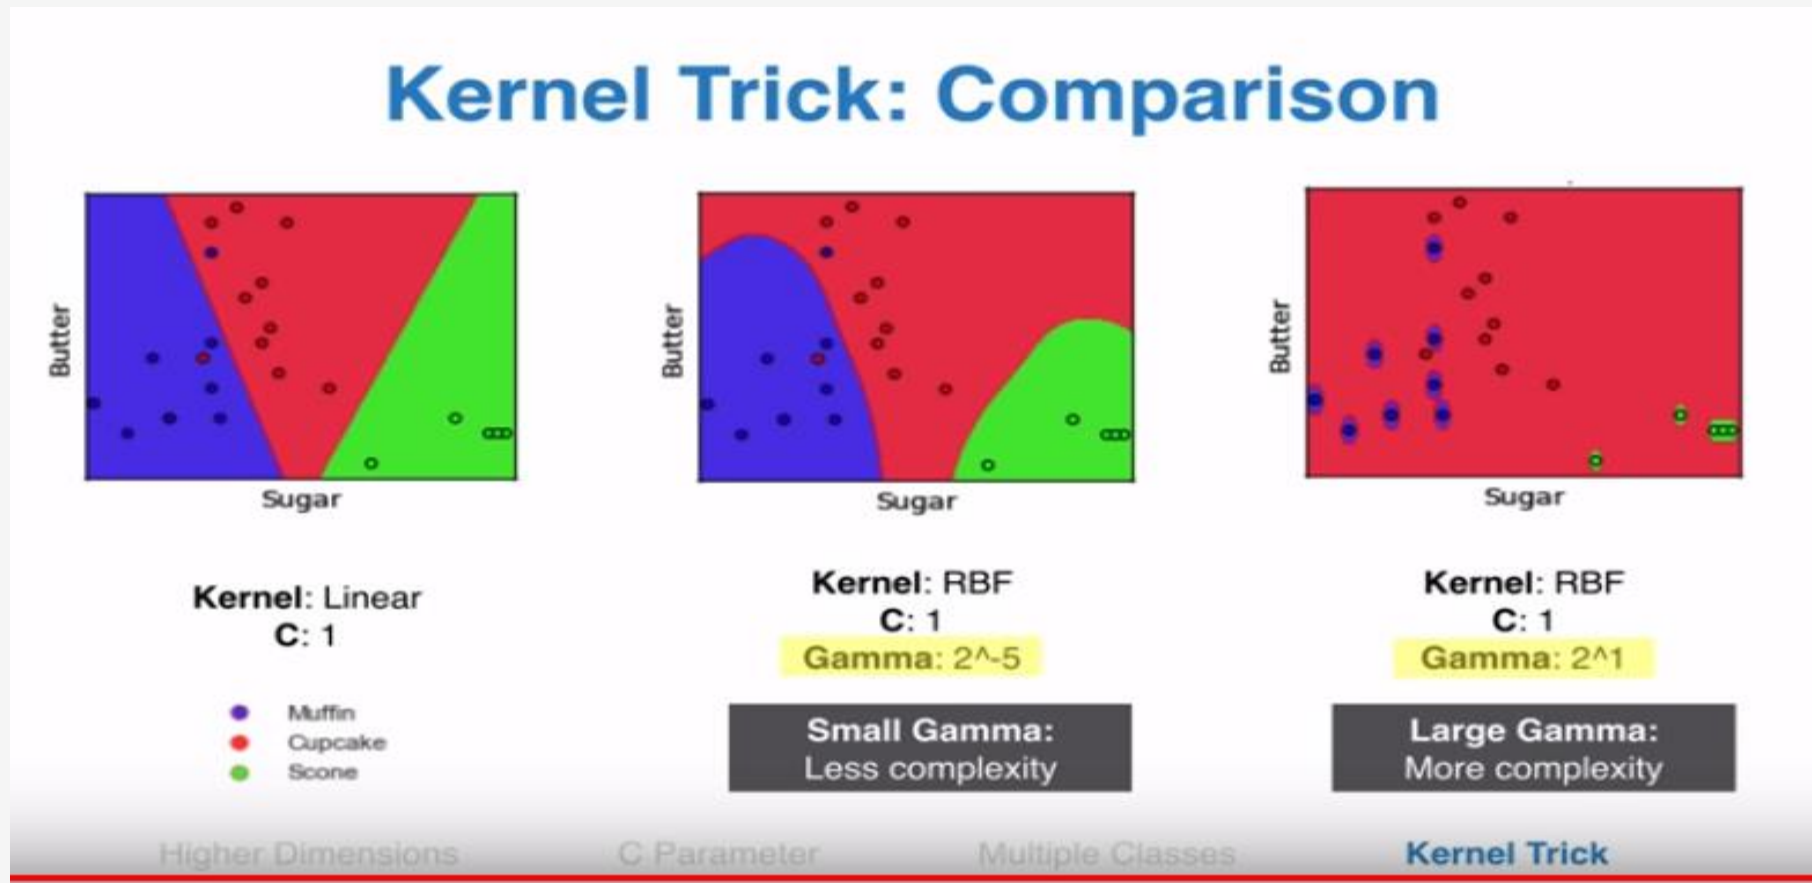 Kernel Trick: Comparison
Butter
Sugar
Butter
Sugar
Butter
Sugar
Kernel: Linear
C: 1
Muffin
Cupcake
Scone
Kernel: RBF
C: 1
Gamma: 2^-5
Small Gamma:
Less complexity
Kernel: RBF
C: 1
Gamma: 2^1
Large Gamma:
More complexity
Higher Dimensions
C Parameter
Multiple Classes
Kernel Trick